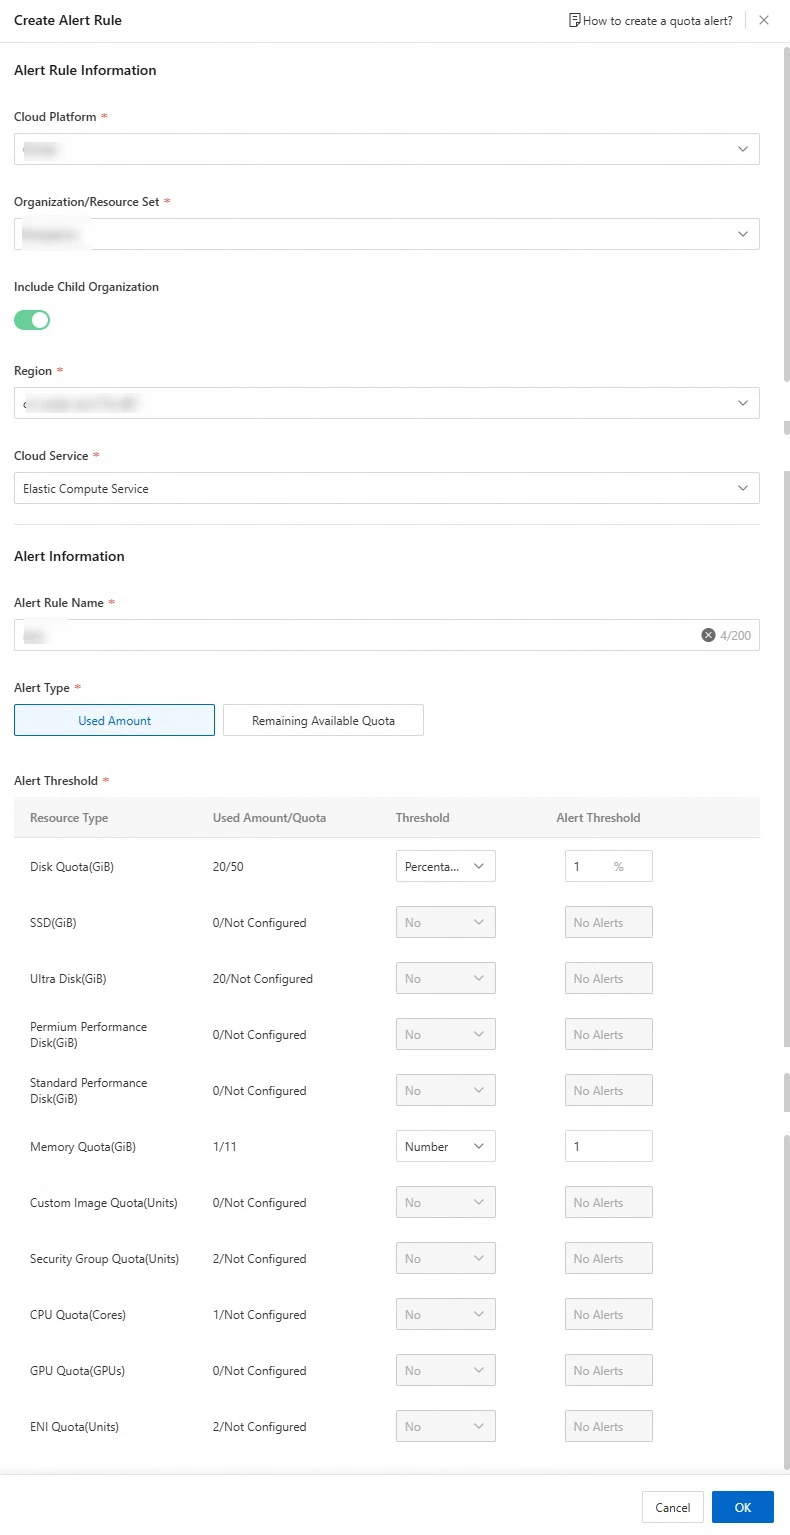 Create Alert Rule
How to create a quota alert?
Alert Rule Information
Cloud Platform *
Organization/Resource Set *
Include Child Organization
Region *
Cloud Service *
Elastic Compute Service
Alert Information
Alert Rule Name *
4/200
Alert Type *
Used Amount Remaining Available Quota
Alert Threshold *
Resource Type Used Amount/Quota Threshold Alert Threshold
Disk Quota(GiB) 20/50 Percenta... 1 %
SSD(GiB) 0/Not Configured No No Alerts
Ultra Disk(GiB) 20/Not Configured No No Alerts
Permium Performance
Disk(GiB) 0/Not Configured No No Alerts
Standard Performance
Disk(GiB) 0/Not Configured No No Alerts
Memory Quota(GiB) 1/11 Number 1
Custom Image Quota(Units) 0/Not Configured No No Alerts
Security Group Quota(Units) 2/Not Configured No No Alerts
CPU Quota(Cores) 1/Not Configured No No Alerts
GPU Quota(GPUs) 0/Not Configured No No Alerts
ENI Quota(Units) 2/Not Configured No No Alerts
Cancel OK